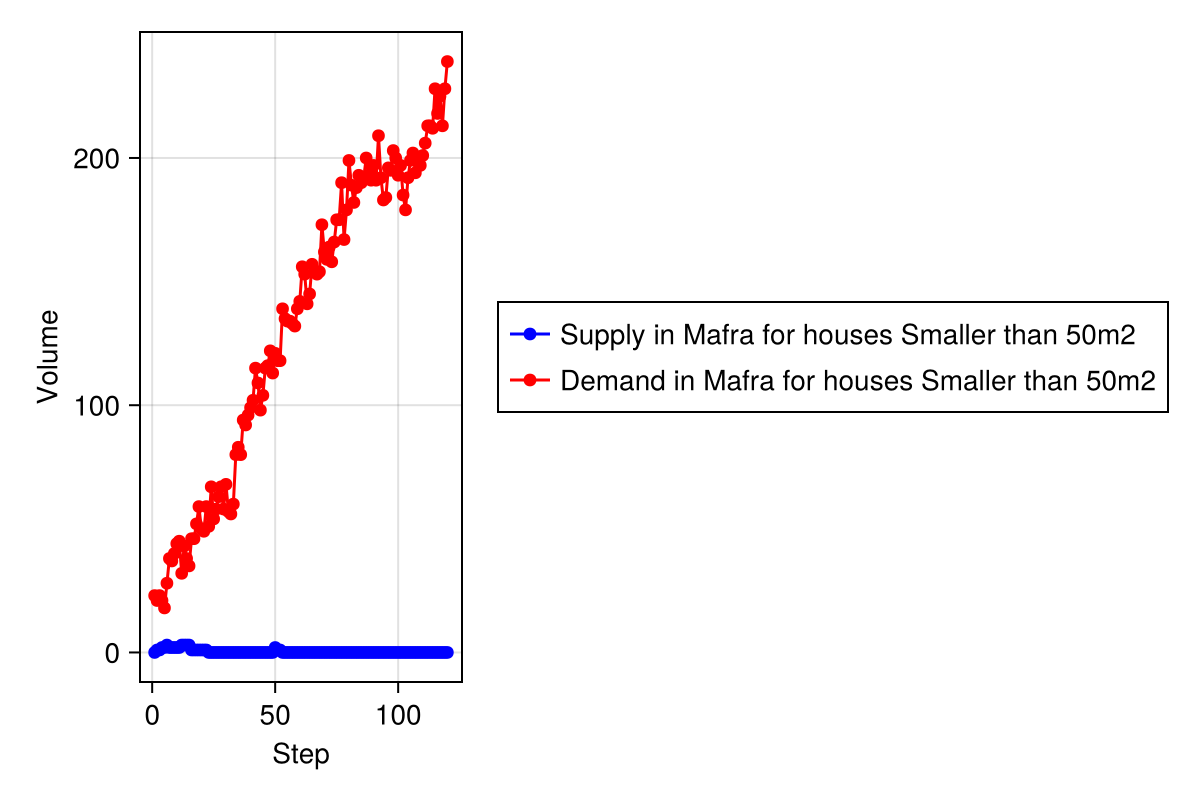 Volume
200
100
0
0 50 100
Step
Supply in Mafra for houses Smaller than 50m2
Demand in Mafra for houses Smaller than 50m2